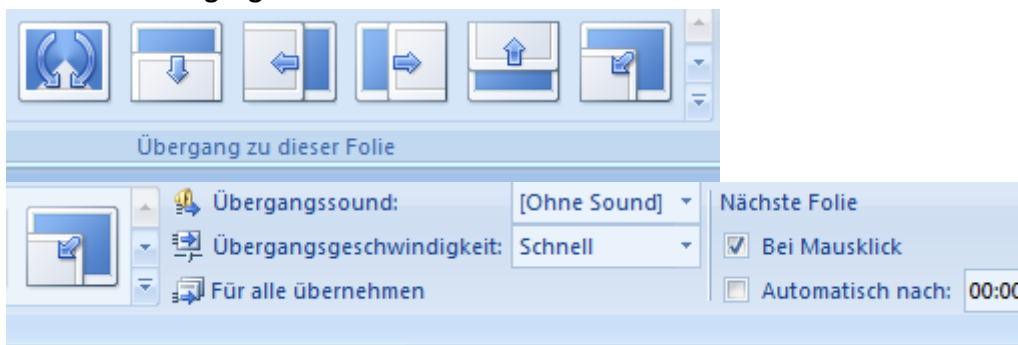 Übergang zu dieser Folie
Übergangssound: [Ohne Sound] Nächste Folie
Übergangsgeschwindigkeit: Schnell Bei Mausklick
Für alle übernehmen Automatisch nach: 00:00